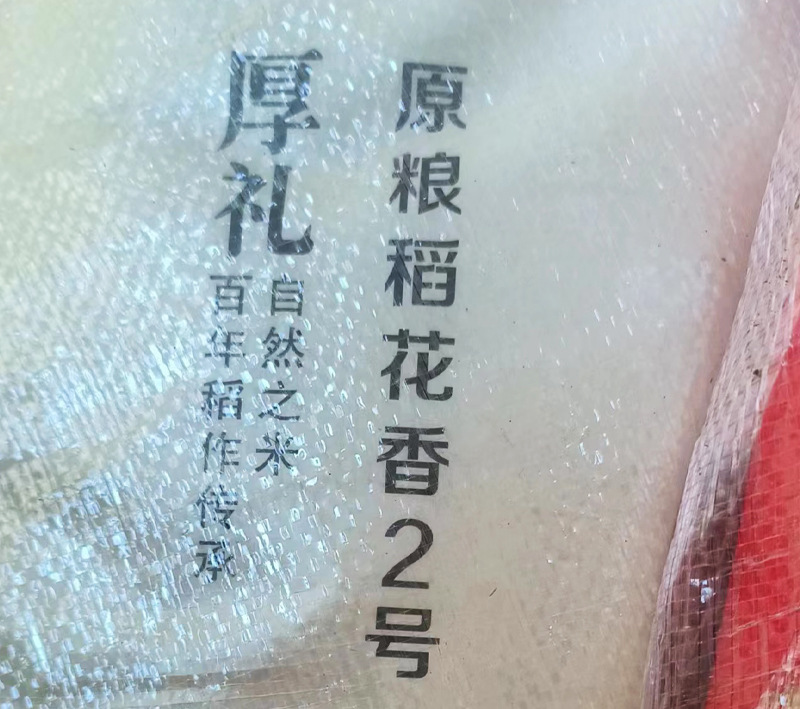 原粮稻花香2号
厚礼
自然之米
百年稻作传承